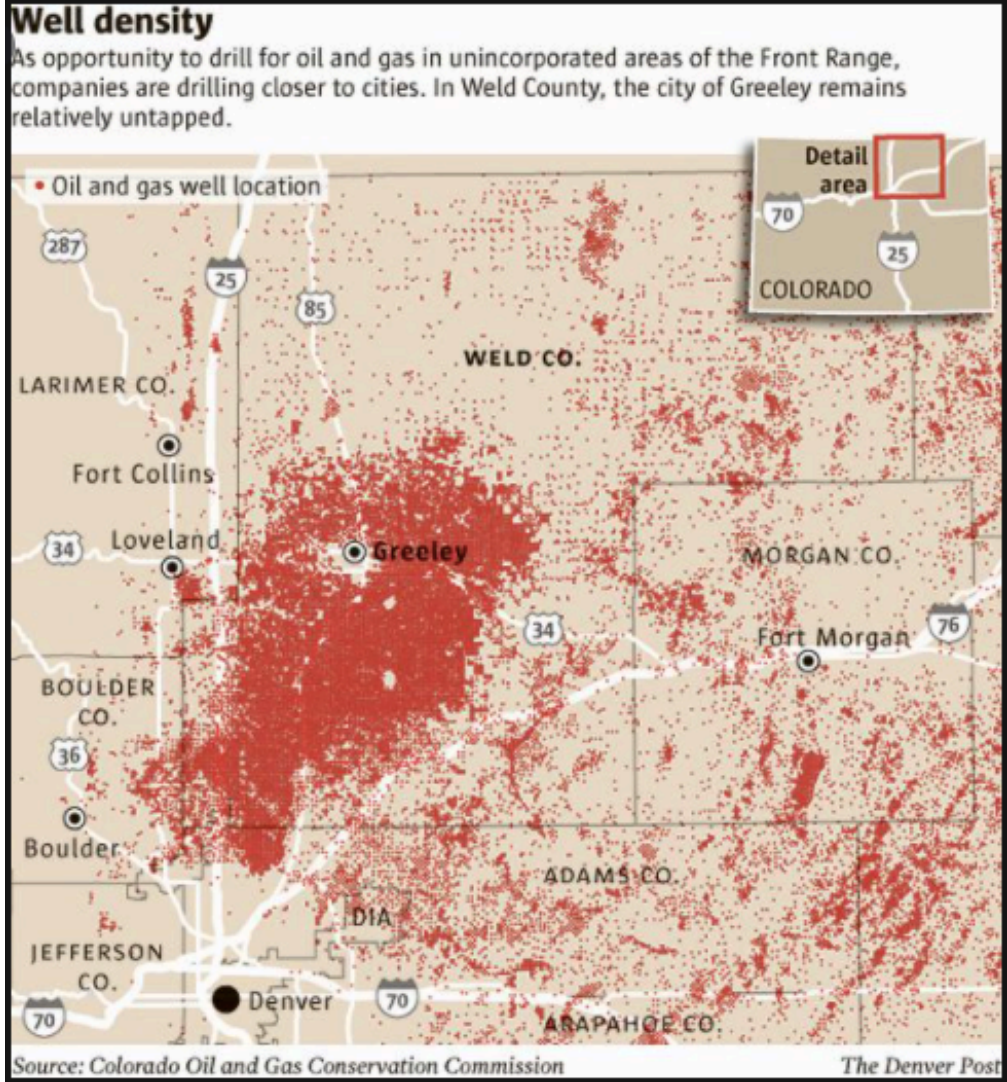 Well density
As opportunity to drill for oil and gas in unincorporated areas of the Front Range,
companies are drilling closer to cities. In Weld County, the city of Greeley remains
relatively untapped.
Detail
area
• Oil and gas well location
70
287
25
25
COLORADO
85
WELD CO.
LARIMER CO.
Fort Collins
Loveland
34
Greeley
MORGAN CO.
34
76
Fort Morgan
BOULDER
CO.
36
Boulder
ADAMS CO.
DIA
JEFFERSON
CO.
Denver
70
70
ARAPAHOE CO.
Source: Colorado Oil and Gas Conservation Commission
The Denver Post